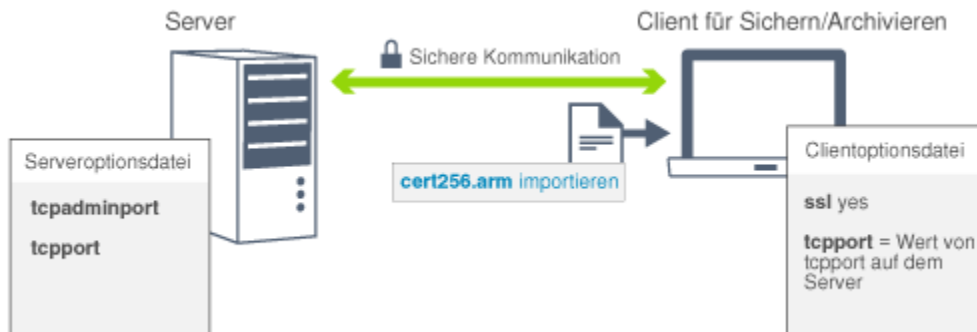 Server
Client für Sichern/Archivieren
Sichere Kommunikation
cert256.arm importieren
Serveroptionsdatei
tcpadminport
tcpport
Clientoptionsdatei
ssl yes
tcpport = Wert von
tcpport auf dem
Server